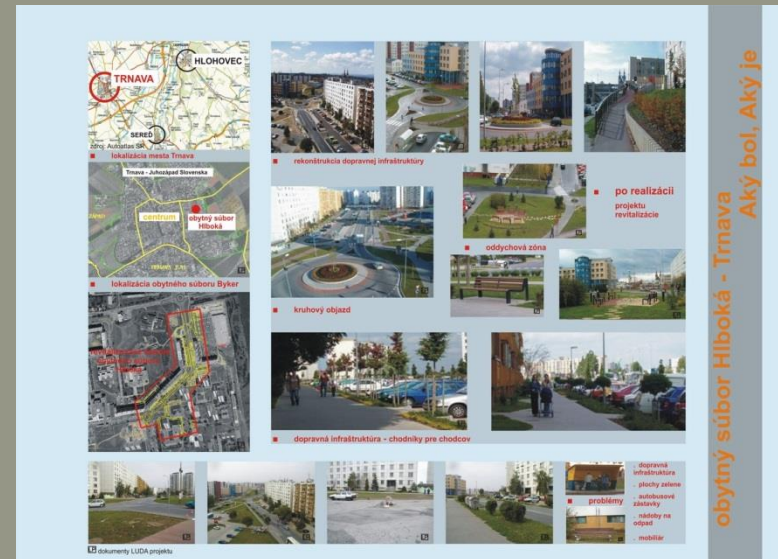 HLOHOVEC
TRNAVA
SEREĎ
zdroj: Autoatlas SR
lokalizácia mesta Trnava
Trnava - Juhozápad Slovenska
centrum
obytný súbor
Hlboká
lokalizácia obytného súboru Byker
rekonštrukcia dopravnej infraštruktúry
po realizácii
projektu
revitalizácie
oddychová zóna
kruhový objazd
dopravná infraštruktúra - chodníky pre chodcov
problémy
. dopravná
infraštruktúra
. plochy zelene
. autobusové
zástavky
. nádoby na
odpad
. mobiliár
dokumenty LUDA projektu
obytný súbor Hlboká - Trnava
Aký bol, Aký je